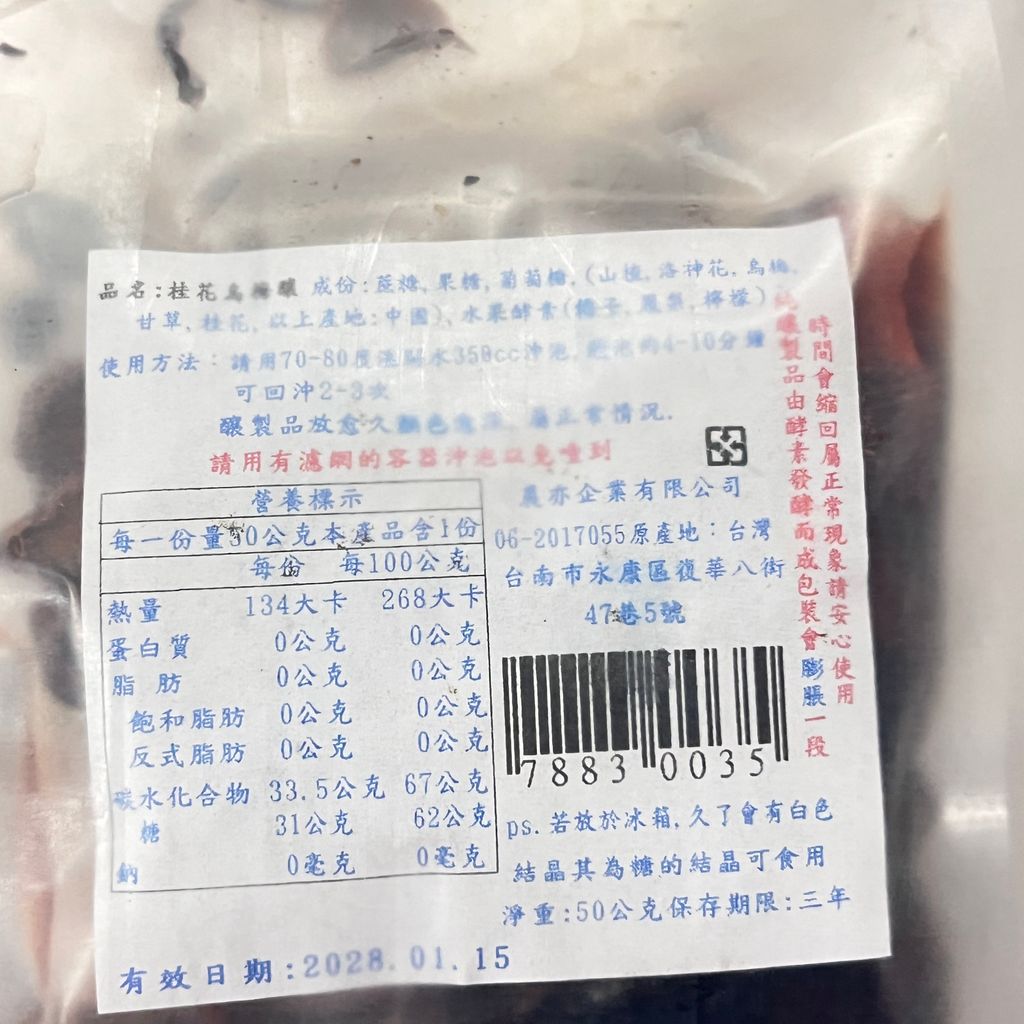 品名:桂花烏梅釀 成份:蔗糖,果糖,葡萄糖,(山楂,洛神花,烏梅,
甘草,桂花,以上產地:中國),水果酵素(鳳梨,檸檬)
使用方法:請用70-80度溫開水350cc沖泡,約4-10分鐘
可回沖2-3次
釀製品放愈久顏色愈深,屬正常情況.
請用有濾網的容器沖泡以免嗆到
營養標示
每一份量50公克本產品含1份
每份 每100公克
熱量 134大卡 268大卡
蛋白質 0公克 0公克
脂肪 0公克 0公克
飽和脂肪 0公克 0公克
反式脂肪 0公克 0公克
碳水化合物 33.5公克 67公克
糖 31公克 62公克
鈉 0毫克 0毫克
有效日期:2028.01.15
亦企業有限公司
06-2017055原產地:台灣
台南市永康區復華八街
47巷5號
7883 0035
ps.若放於冰箱,久了會有白色
結晶其為糖的結晶可食用
淨重:50公克保存期限:三年
釀製品由酵素發酵而成包裝會膨脹一段
時間會縮回屬正常現象請安心使用